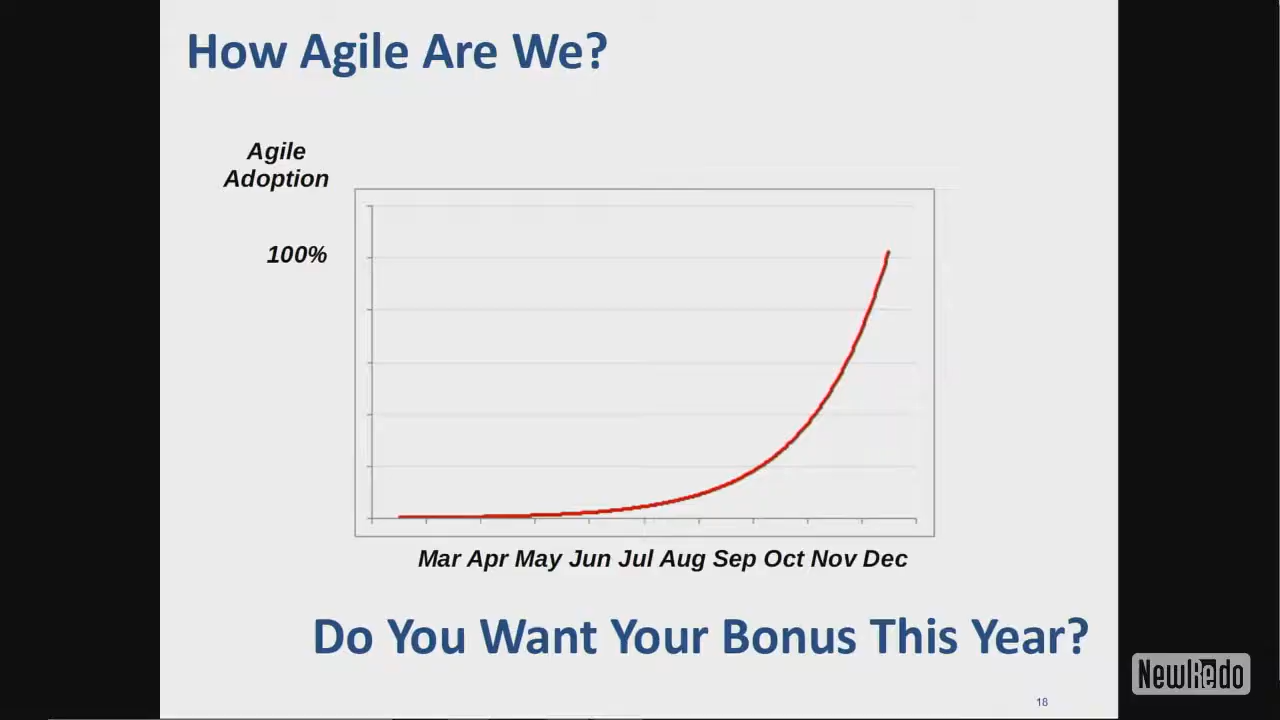 How Agile Are We?
Agile
Adoption
100%
Mar Apr May Jun Jul Aug Sep Oct Nov Dec
Do You Want Your Bonus This Year?
NewRedo
18